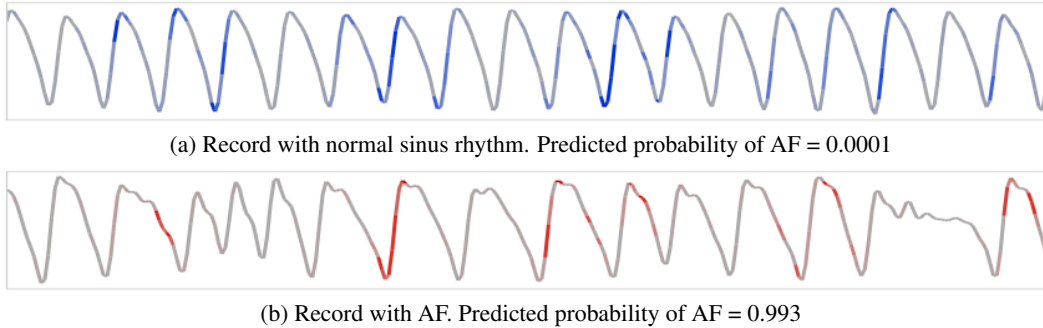 (a) Record with normal sinus rhythm. Predicted probability of AF = 0.0001
(b) Record with AF. Predicted probability of AF = 0.993